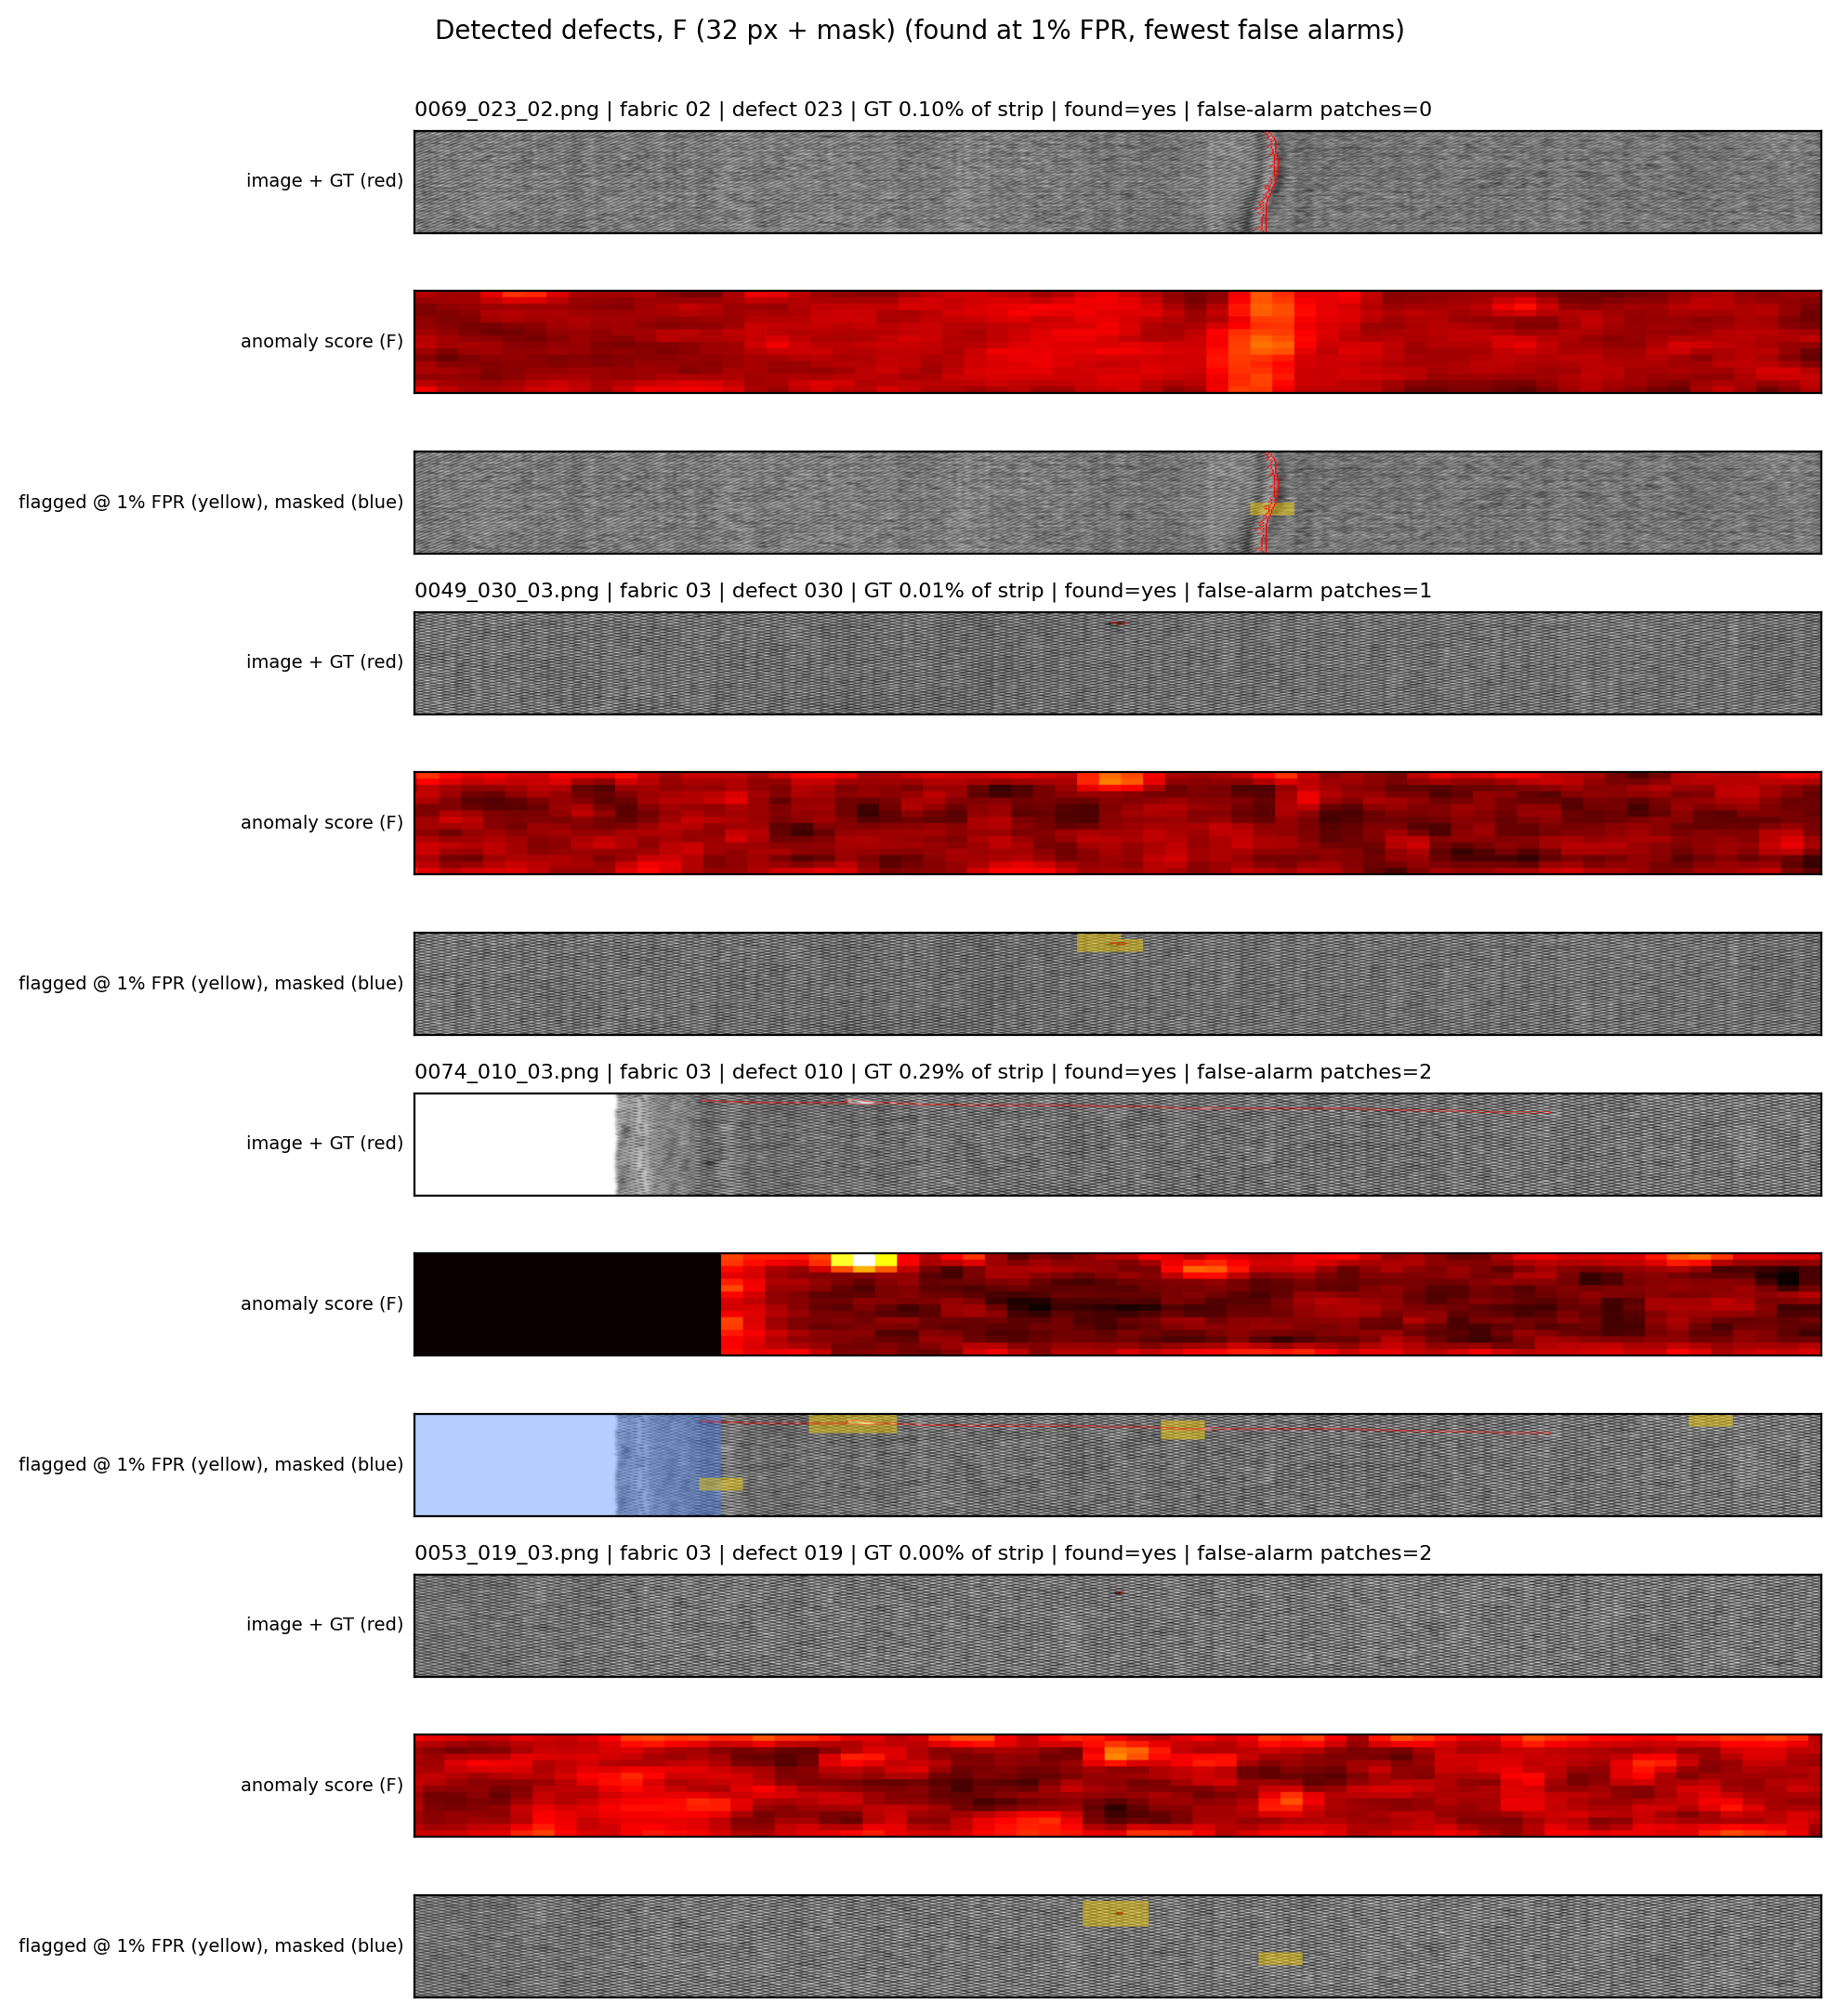 Detected defects, F (32 px + mask) (found at 1% FPR, fewest false alarms)
0069_023_02.png | fabric 02 | defect 023 | GT 0.10% of strip | found=yes | false-alarm patches=0
image + GT (red)
anomaly score (F)
flagged @ 1% FPR (yellow), masked (blue)
0049_030_03.png | fabric 03 | defect 030 | GT 0.01% of strip | found=yes | false-alarm patches=1
image + GT (red)
anomaly score (F)
flagged @ 1% FPR (yellow), masked (blue)
0074_010_03.png | fabric 03 | defect 010 | GT 0.29% of strip | found=yes | false-alarm patches=2
image + GT (red)
anomaly score (F)
flagged @ 1% FPR (yellow), masked (blue)
0053_019_03.png | fabric 03 | defect 019 | GT 0.00% of strip | found=yes | false-alarm patches=2
image + GT (red)
anomaly score (F)
flagged @ 1% FPR (yellow), masked (blue)